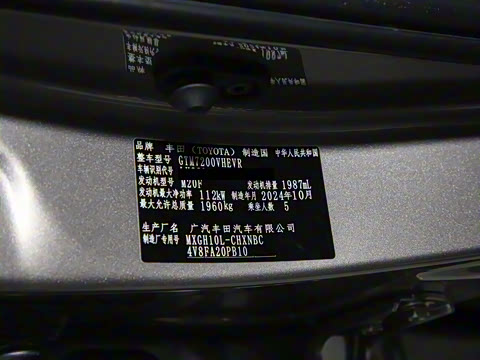 品牌 丰田（TOYOTA） 制造国 中华人民共和国
整车型号 GTM7200VHEVR
车辆识别代号
发动机型号 M20F 发动机排量 1987mL
发动机最大净功率 112kW 制造年月 2024年10月
最大允许总质量 1960kg 乘坐人数 5
生产厂名 广汽丰田汽车有限公司
制造厂专用号 MXGH10L-CHXNBC
4V8FA20PB10